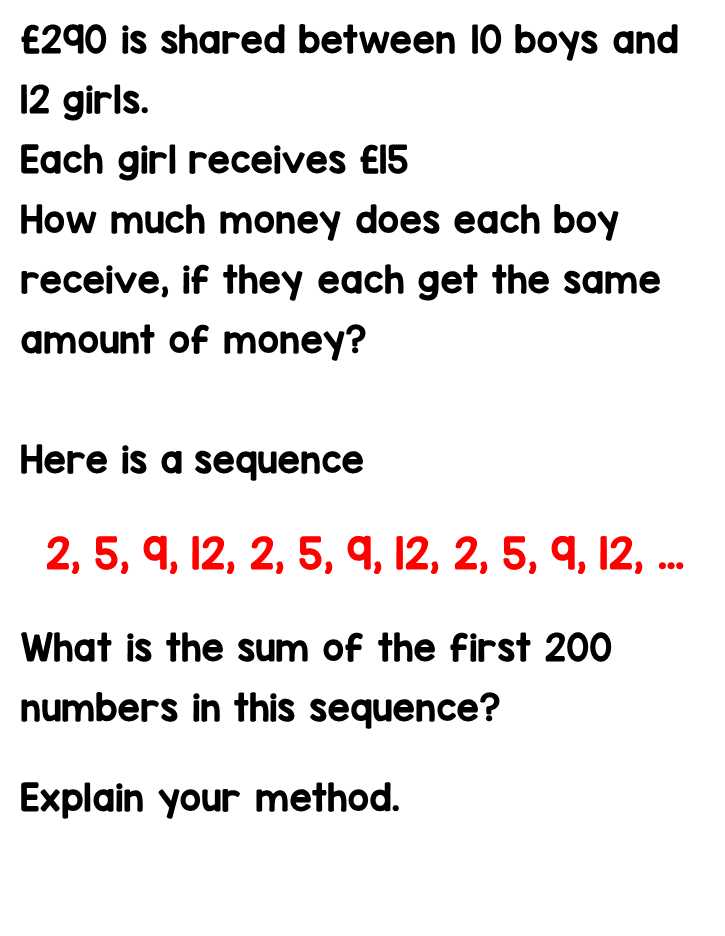 £290 is shared between 10 boys and
12 girls.
Each girl receives £15
How much money does each boy
receive, if they each get the same
amount of money?
Here is a sequence
2, 5, 9, 12, 2, 5, 9, 12, 2, 5, 9, 12, ...
What is the sum of the first 200
numbers in this sequence?
Explain your method.